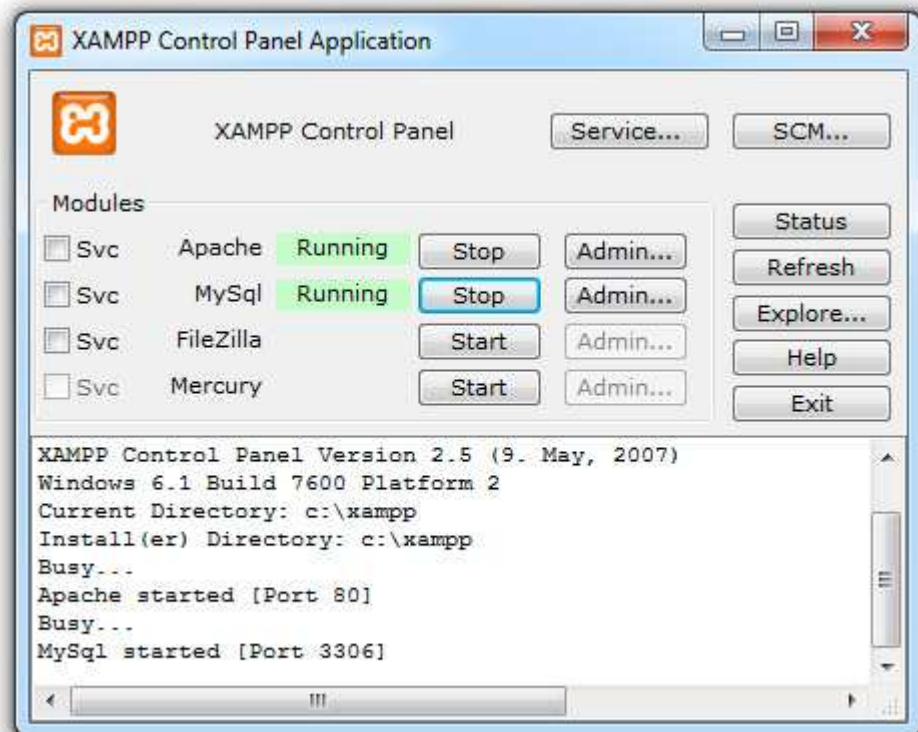 XAMPP Control Panel Application
XAMPP Control Panel Service... SCM...
Modules
Status
Svc Apache Running Stop Admin...
Refresh
Svc MySql Running Stop Admin...
Explore...
Svc FileZilla Start Admin...
Help
Svc Mercury Start Admin...
Exit
XAMPP Control Panel Version 2.5 (9. May, 2007)
Windows 6.1 Build 7600 Platform 2
Current Directory: c:\xampp
Install(er) Directory: c:\xampp
Busy...
Apache started [Port 80]
Busy...
MySql started [Port 3306]